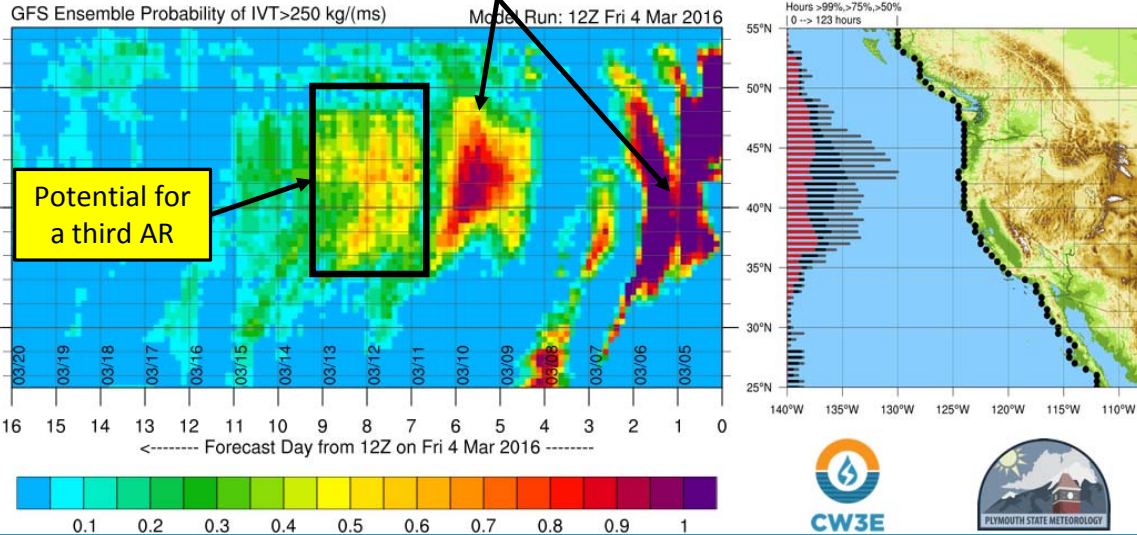 GFS Ensemble Probability of IVT>250 kg/(ms)
Model Run: 12Z Fri 4 Mar 2016
Hours >99%,>75%,>50%
0 --> 123 hours
Potential for
a third AR
03/20 03/19 03/18 03/17 03/16 03/15 03/14 03/13 03/12 03/11 03/10 03/09 03/08 03/07 03/06 03/05
16 15 14 13 12 11 10 9 8 7 6 5 4 3 2 1 0
<-------- Forecast Day from 12Z on Fri 4 Mar 2016 --------
0.1 0.2 0.3 0.4 0.5 0.6 0.7 0.8 0.9 1
55°N
50°N
45°N
40°N
35°N
30°N
25°N
140°W 135°W 130°W 125°W 120°W 115°W 110°W
CW3E
PLYMOUTH STATE METEOROLOGY